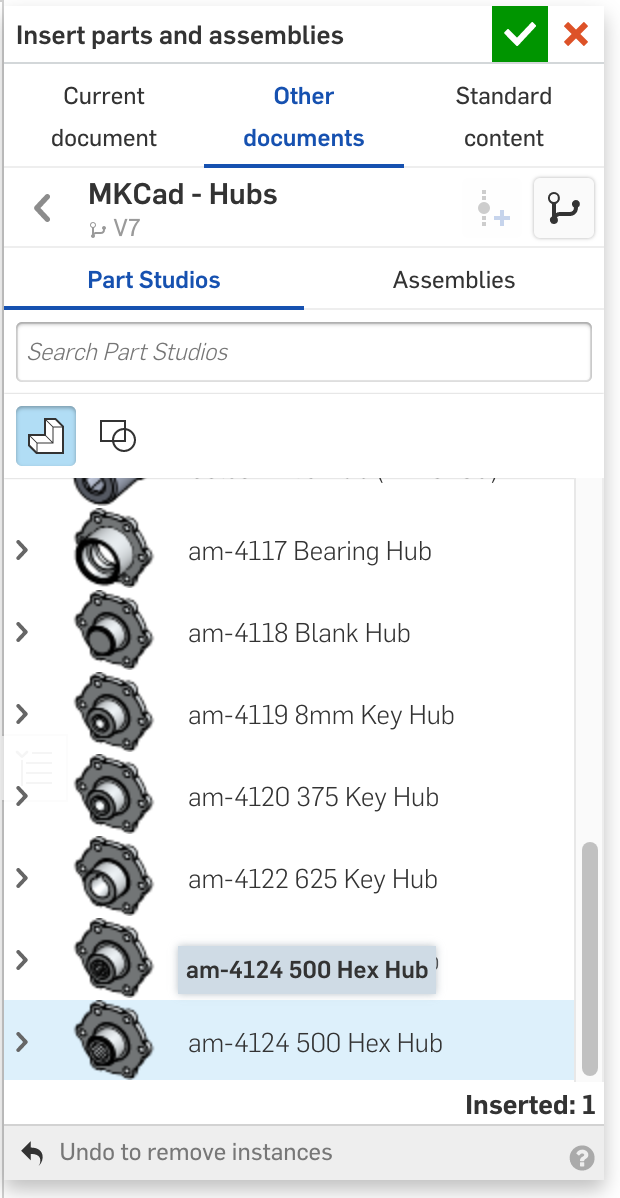 Insert parts and assemblies
Current
document
Other
documents
Standard
content
MKCad - Hubs
V7
Part Studios
Assemblies
Search Part Studios
am-4117 Bearing Hub
am-4118 Blank Hub
am-4119 8mm Key Hub
am-4120 375 Key Hub
am-4122 625 Key Hub
am-4124 500 Hex Hub
am-4124 500 Hex Hub
Inserted: 1
Undo to remove instances
?